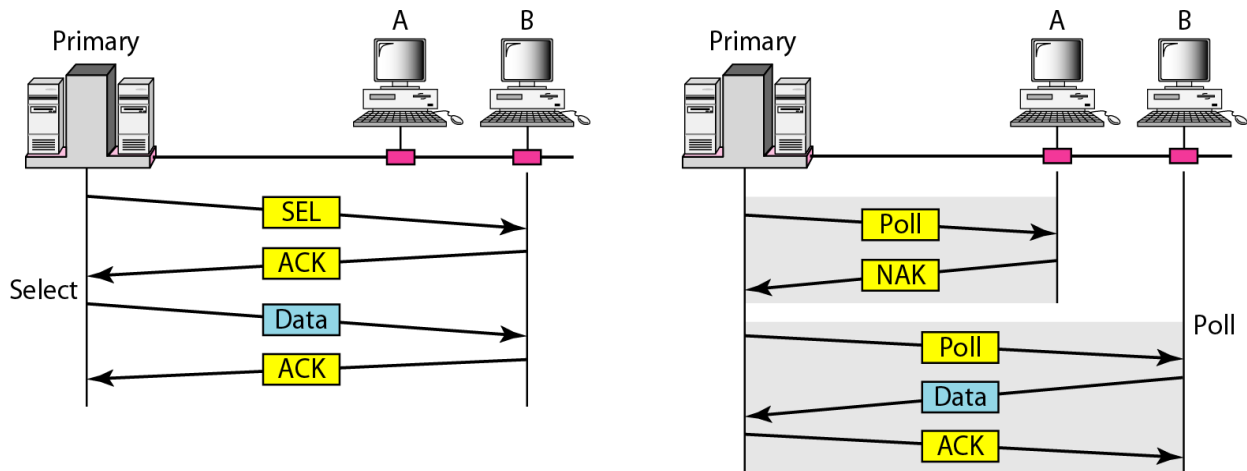 A
B
Primary
SEL
ACK
Select
Data
ACK
A
B
Primary
Poll
NAK
Poll
Poll
Data
ACK